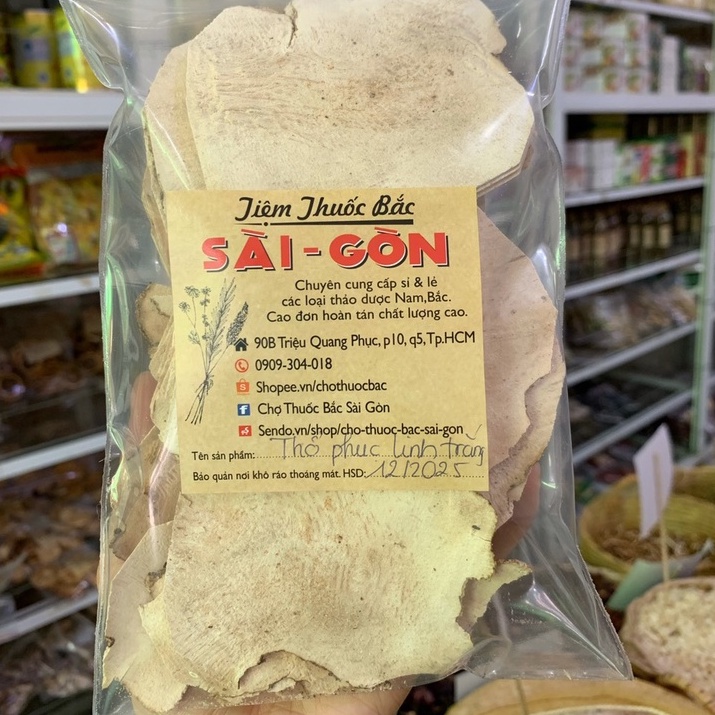 Tiệm Thuốc Bắc
SÀI-GÒN
Chuyên cung cấp sỉ & lẻ
các loại thảo dược Nam,Bắc.
Cao đơn hoàn tán chất lượng cao.
90B Triệu Quang Phục, p10, q5,Tp.HCM
0909-304-018
Shopee.vn/chothuocbac
Chợ Thuốc Bắc Sài Gòn
Sendo.vn/shop/cho-thuoc-bac-sai-gon
Tên sản phẩm: Thổ phục linh trắng
Bảo quản nơi khô ráo thoáng mát. HSD: 12/2025